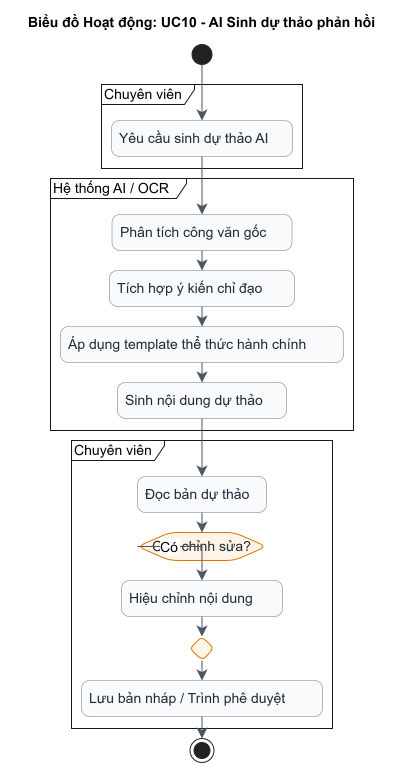 Biểu đồ Hoạt động: UC10 - AI Sinh dự thảo phản hồi
Chuyên viên
Yêu cầu sinh dự thảo AI
Hệ thống AI / OCR
Phân tích công văn gốc
Tích hợp ý kiến chỉ đạo
Áp dụng template thể thức hành chính
Sinh nội dung dự thảo
Chuyên viên
Đọc bản dự thảo
Có chỉnh sửa?
Có
Hiệu chỉnh nội dung
Lưu bản nháp / Trình phê duyệt